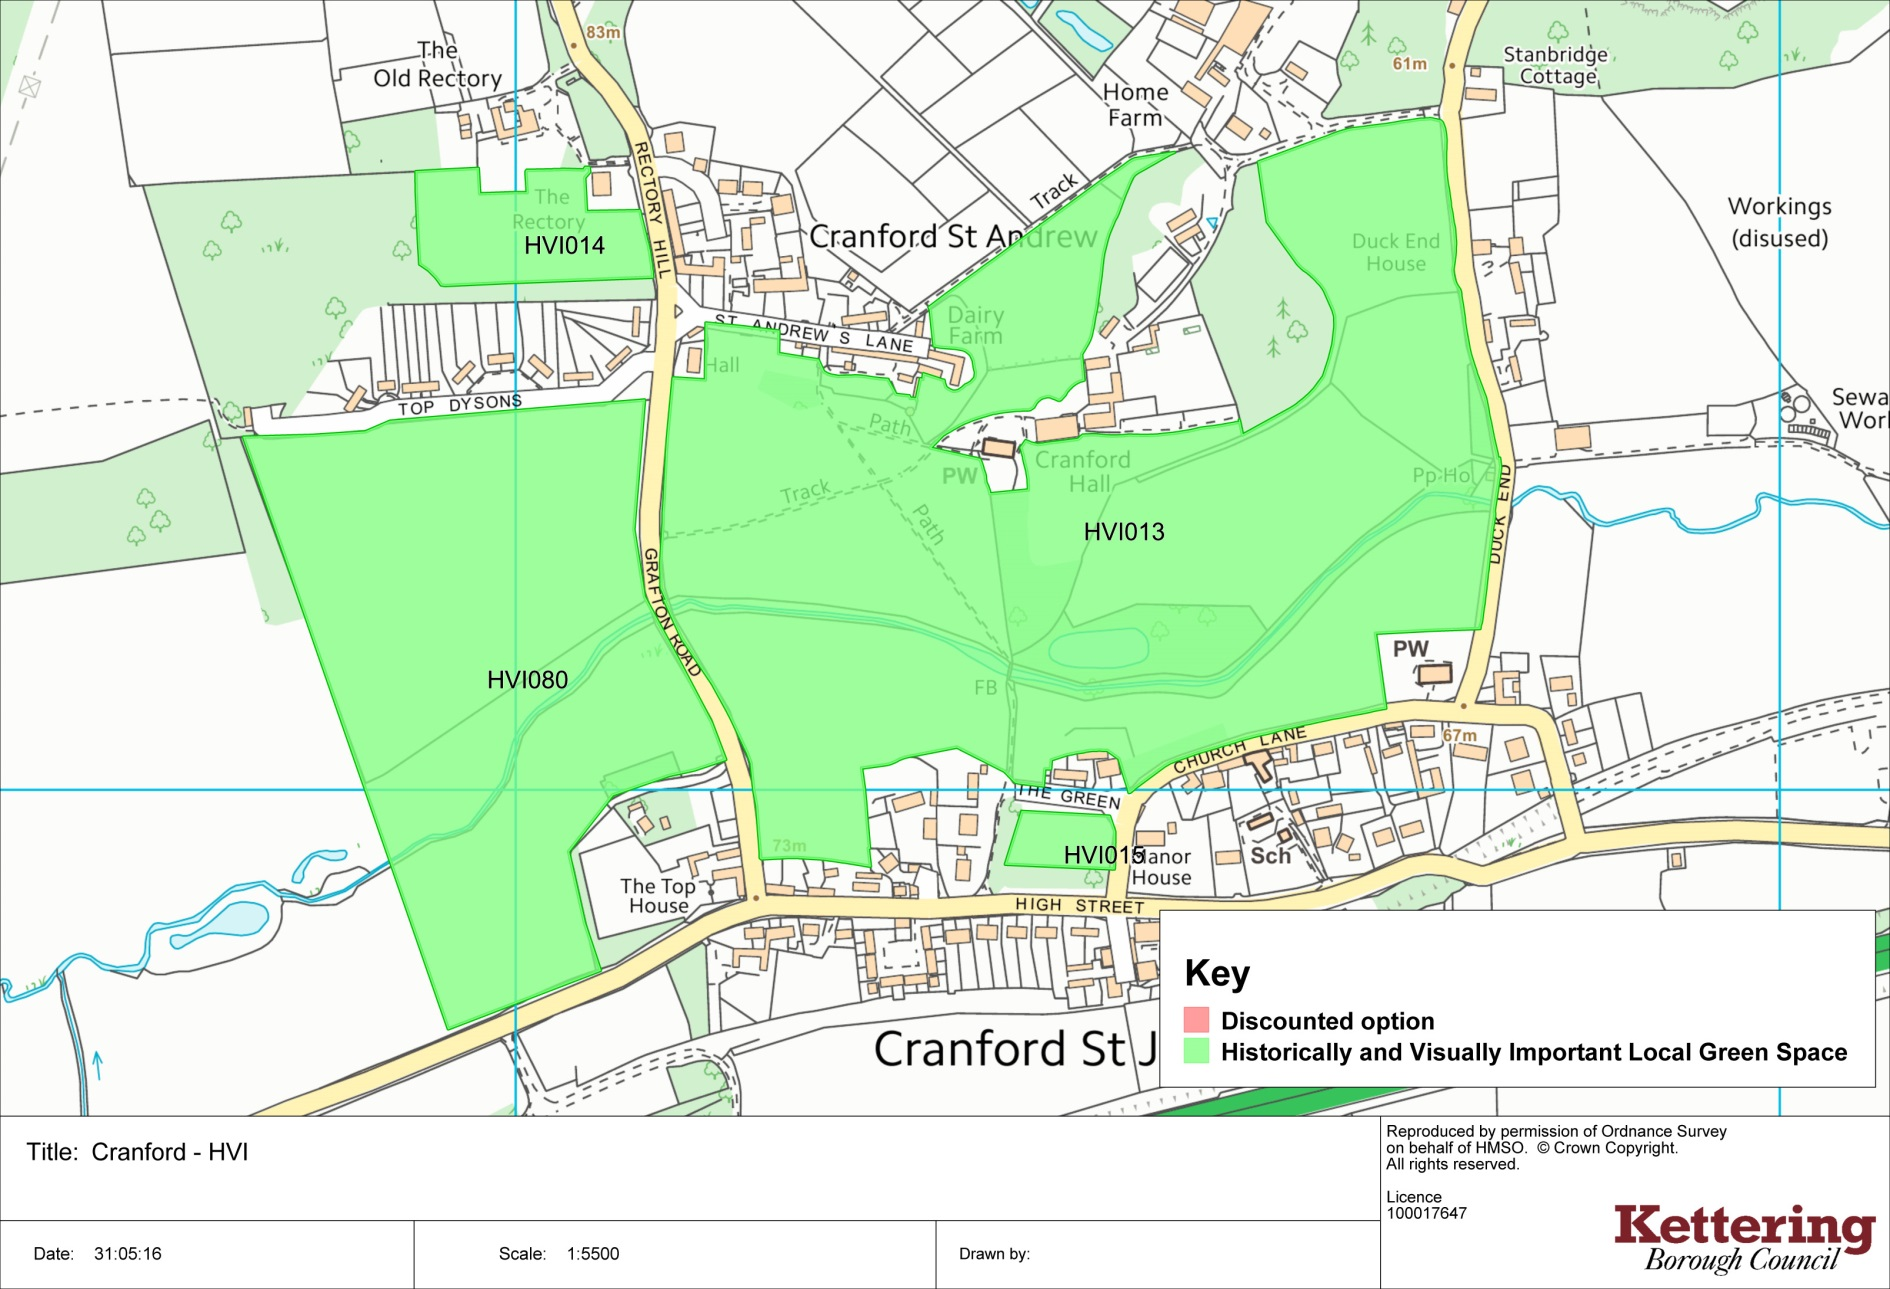 83m
The
Old Rectory
61m
Stanbridge
Cottage
Home
Farm
RECTORY HILL
Track
The
Rectory
HVI014
Cranford St Andrew
Duck End
House
Workings
(disused)
Dairy
Farm
ST ANDREW'S LANE
Hall
TOP DYSONS
Path
PW
Cranford
Hall
Track
Path
Pp Ho
Sewa
Worl
HVI013
DUCK END
GRAFTON ROAD
HVI080
FB
PW
67m
CHURCH LANE
THE GREEN
73m
HVI015
Manor
House
Sch
The Top
House
HIGH STREET
Cranford St J
Key
Discounted option
Historically and Visually Important Local Green Space
Title: Cranford - HVI
Reproduced by permission of Ordnance Survey
on behalf of HMSO. © Crown Copyright.
All rights reserved.
Licence
100017647
Date: 31:05:16
Scale: 1:5500
Drawn by:
Kettering
Borough Council